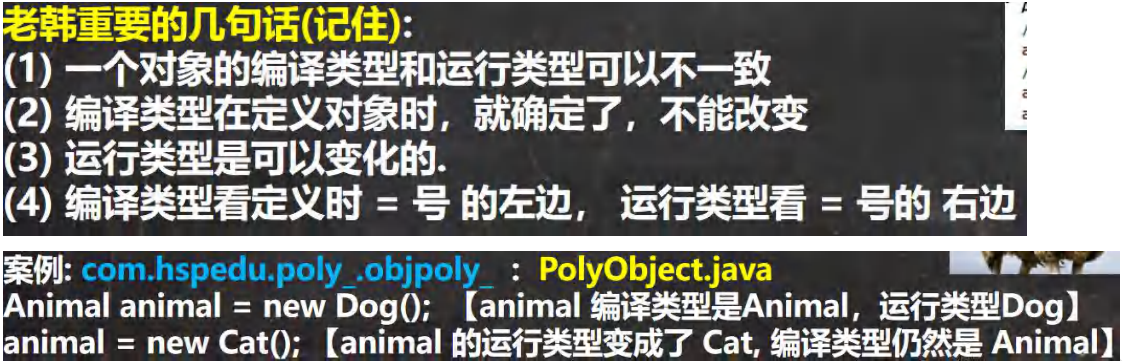 老韩重要的几句话(记住):
(1) 一个对象的编译类型和运行类型可以不一致
(2) 编译类型在定义对象时，就确定了，不能改变
(3) 运行类型是可以变化的.
(4) 编译类型看定义时 = 号 的左边， 运行类型看 = 号的 右边
案例: com.hspedu.poly_.objpoly_ : PolyObject.java
Animal animal = new Dog(); 【animal 编译类型是Animal，运行类型Dog】
animal = new Cat(); 【animal 的运行类型变成了 Cat, 编译类型仍然是 Animal】